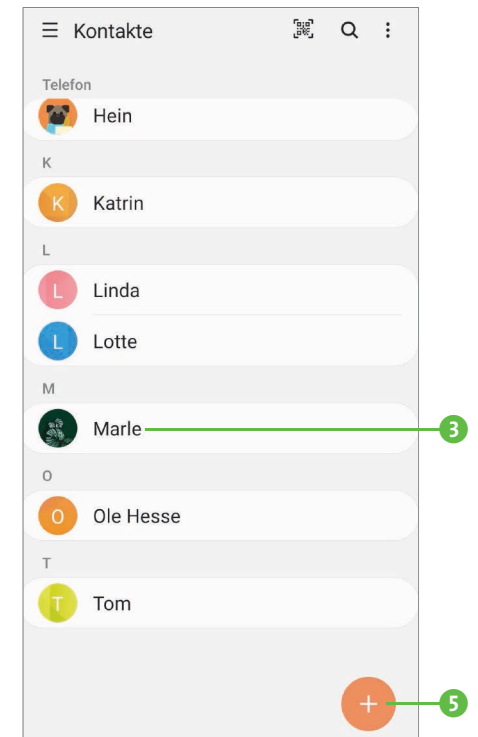 Kontakte
Telefon
Hein
K
K Katrin
L
L Linda
L Lotte
M
Marle 3
O
O Ole Hesse
T
T Tom
+ 5